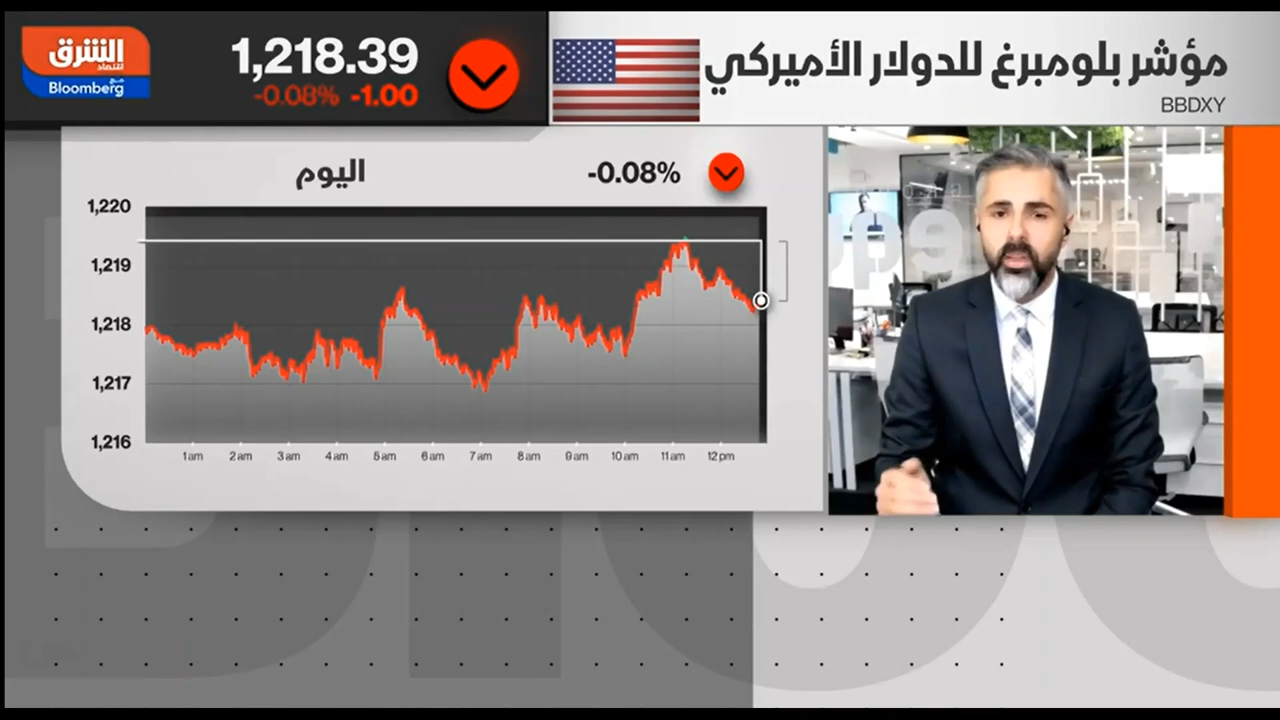 الشرق
اقتصاد
مع
Bloomberg
1,218.39
-0.08% -1.00
مؤشر بلومبرغ للدولار الأميركي
BBDXY
اليوم
-0.08%
1,220
1,219
1,218
1,217
1,216
1am 2am 3am 4am 5am 6am 7am 8am 9am 10am 11am 12pm